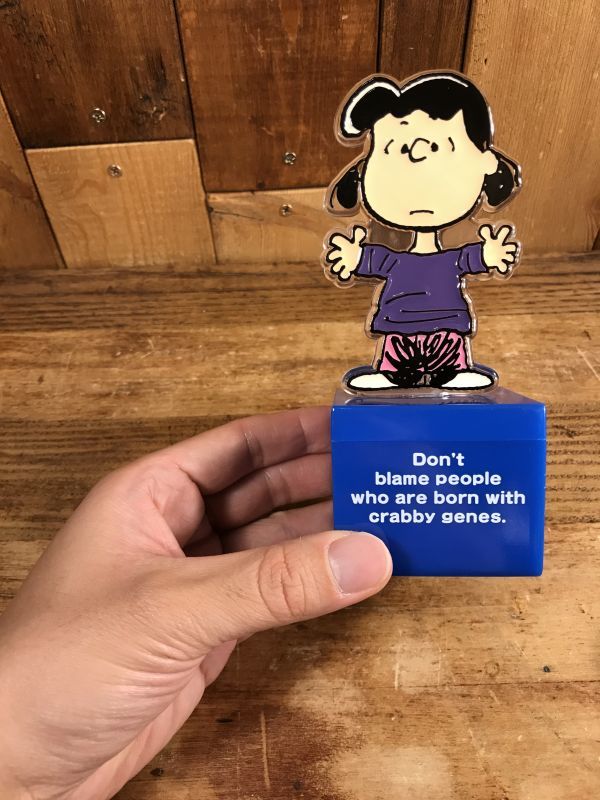 Don't
blame people
who are born with
crabby genes.